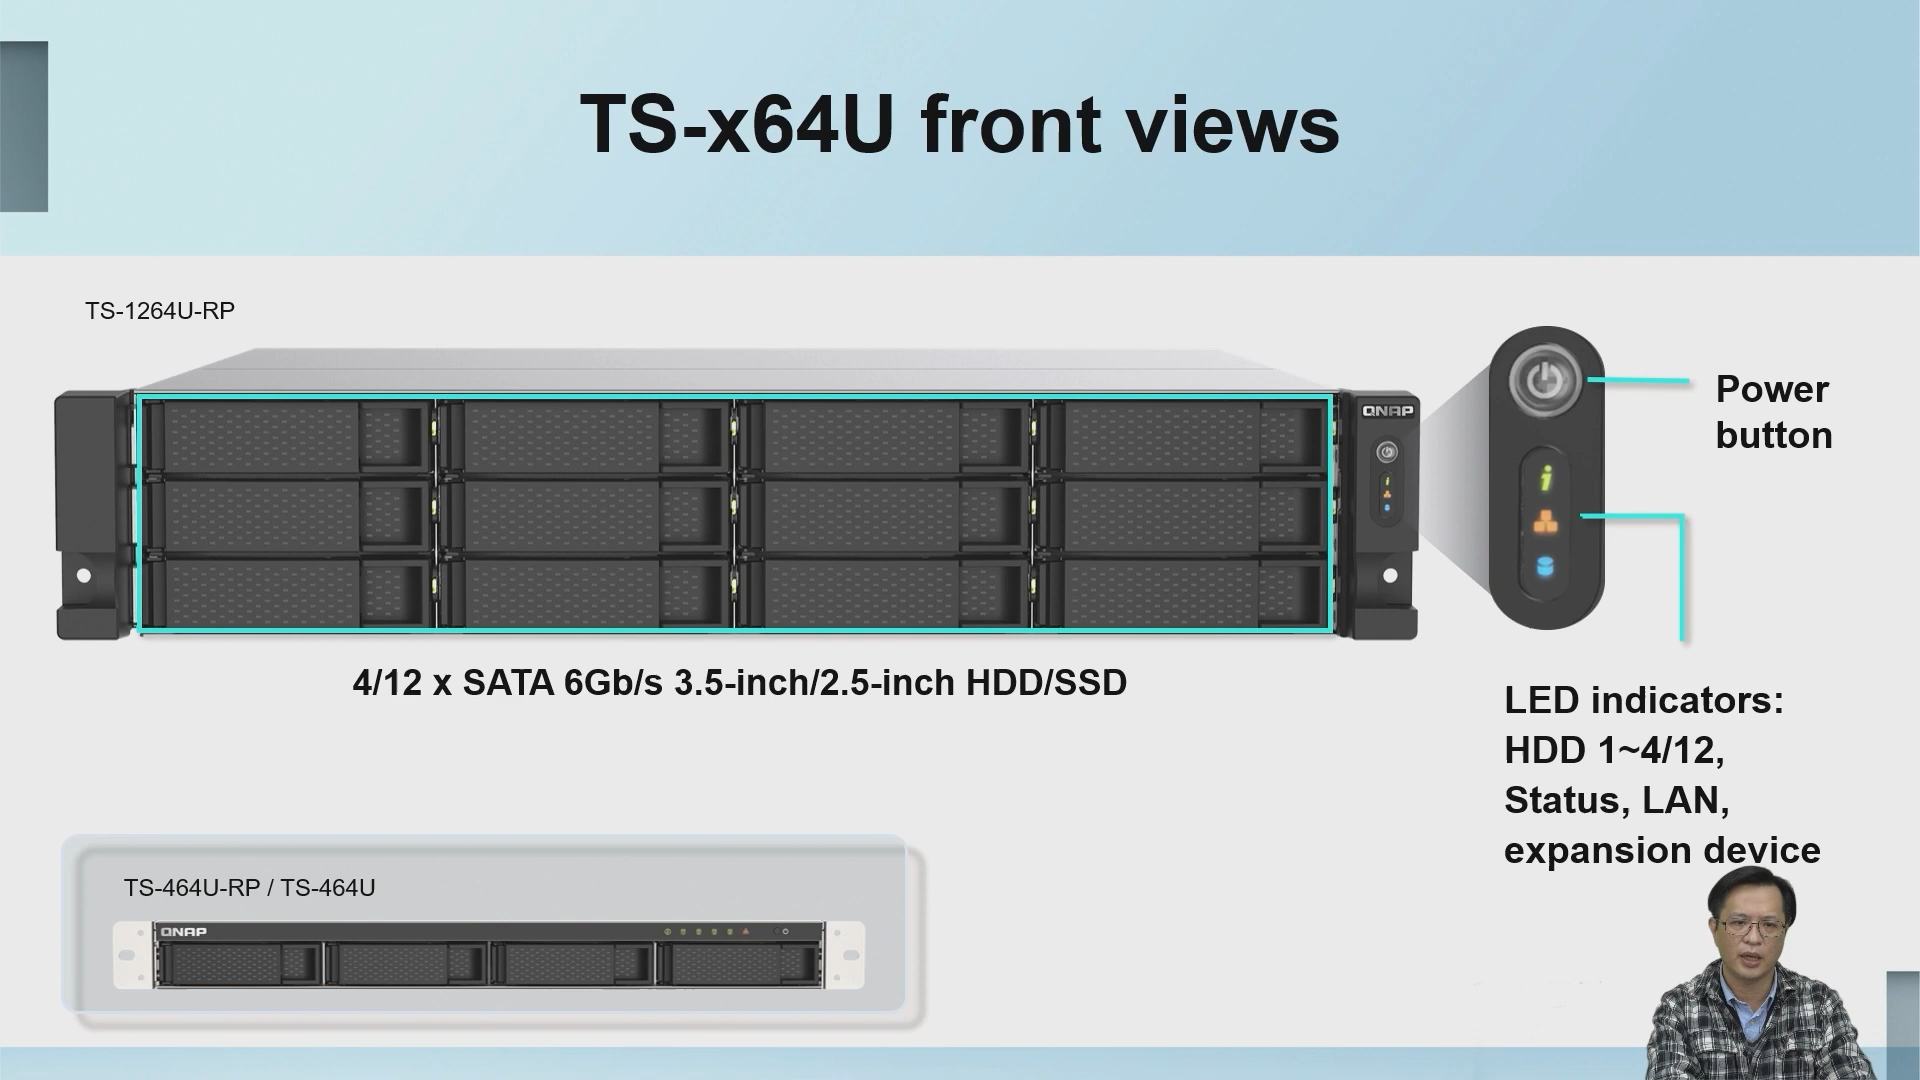 TS-x64U front views
TS-1264U-RP
QNAP
Power
button
4/12 x SATA 6Gb/s 3.5-inch/2.5-inch HDD/SSD
LED indicators:
HDD 1~4/12,
Status, LAN,
expansion device
TS-464U-RP / TS-464U
QNAP